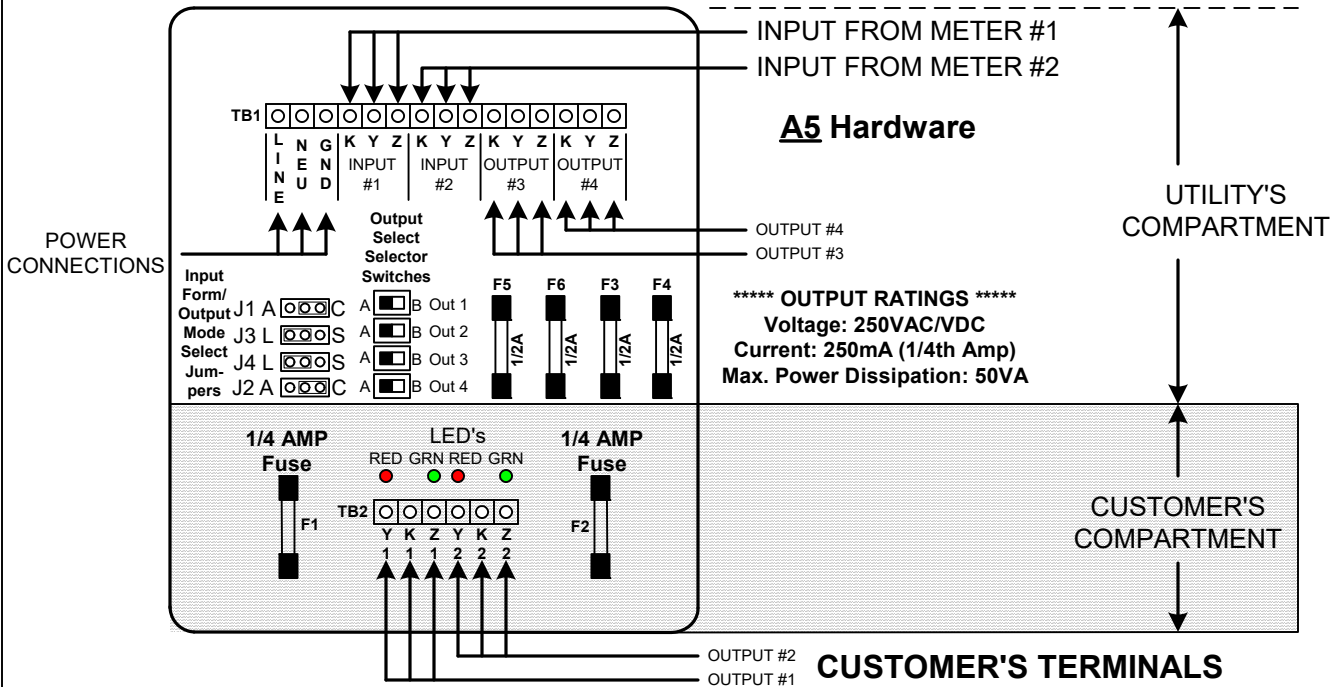 INPUT FROM METER #1
INPUT FROM METER #2
TB1
LINE NEU GND K Y Z K Y Z K Y Z K Y Z
INPUT #1
INPUT #2
OUTPUT #3
OUTPUT #4
A5 Hardware
POWER
CONNECTIONS
OUTPUT #4
OUTPUT #3
UTILITY'S
COMPARTMENT
Output
Select
Selector
Switches
Input
Form/
Output
Mode
Select
Jum-
pers
J1 A C
J3 L S
J4 L S
J2 A C
A B Out 1
A B Out 2
A B Out 3
A B Out 4
F5 F6 F3 F4
1/2A 1/2A 1/2A 1/2A
***** OUTPUT RATINGS *****
Voltage: 250VAC/VDC
Current: 250mA (1/4th Amp)
Max. Power Dissipation: 50VA
1/4 AMP
Fuse
F1
LED's
RED GRN RED GRN
1/4 AMP
Fuse
F2
TB2
Y K Z Y K Z
1 1 1 2 2 2
CUSTOMER'S
COMPARTMENT
OUTPUT #2
OUTPUT #1
CUSTOMER'S TERMINALS